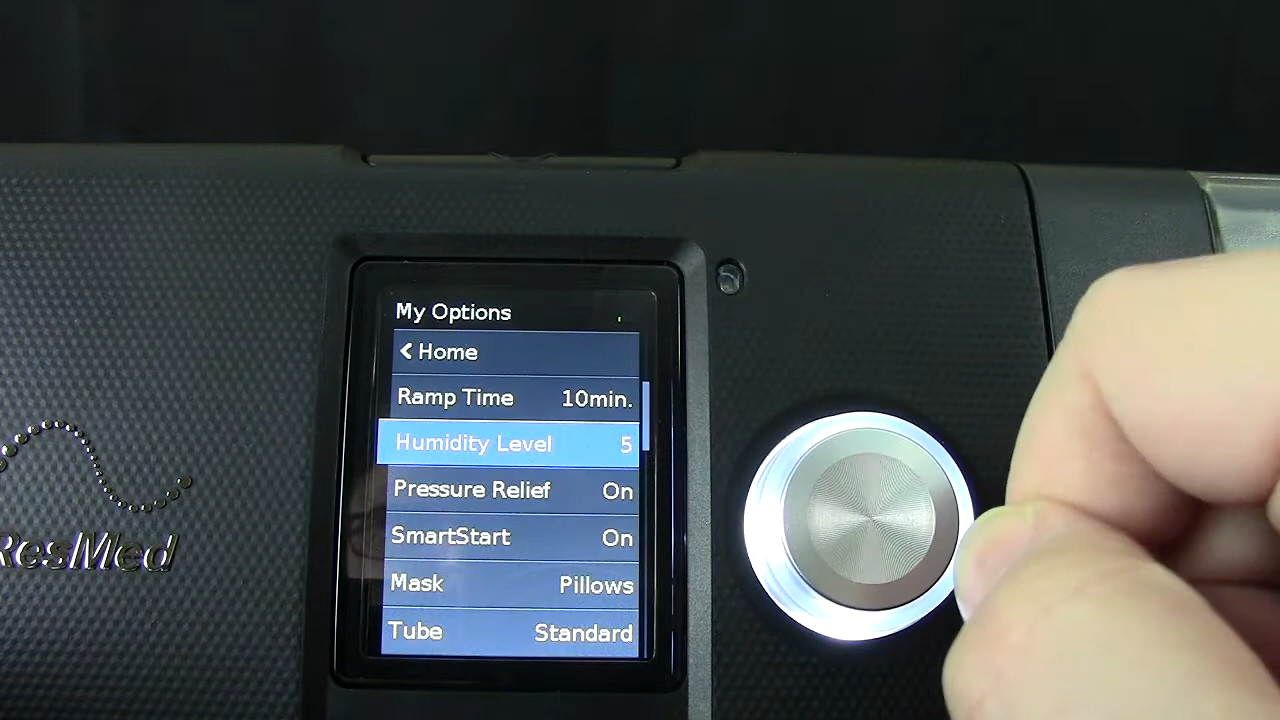 My Options
< Home
Ramp Time 10min.
Humidity Level 5
Pressure Relief On
SmartStart On
Mask Pillows
Tube Standard
ResMed